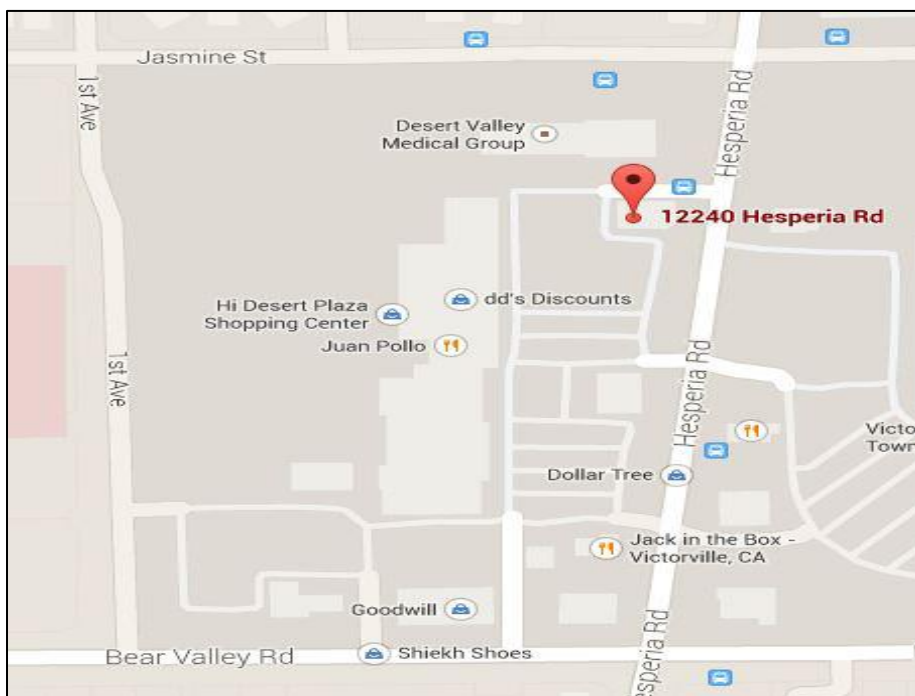 Jasmine St
1st Ave
Hesperia Rd
Desert Valley
Medical Group
12240 Hesperia Rd
dd's Discounts
Hi Desert Plaza
Shopping Center
Juan Pollo
1st Ave
Hesperia Rd
Victo
Town
Dollar Tree
Jack in the Box -
Victorville, CA
Goodwill
Hesperia Rd
Bear Valley Rd
Shiekh Shoes